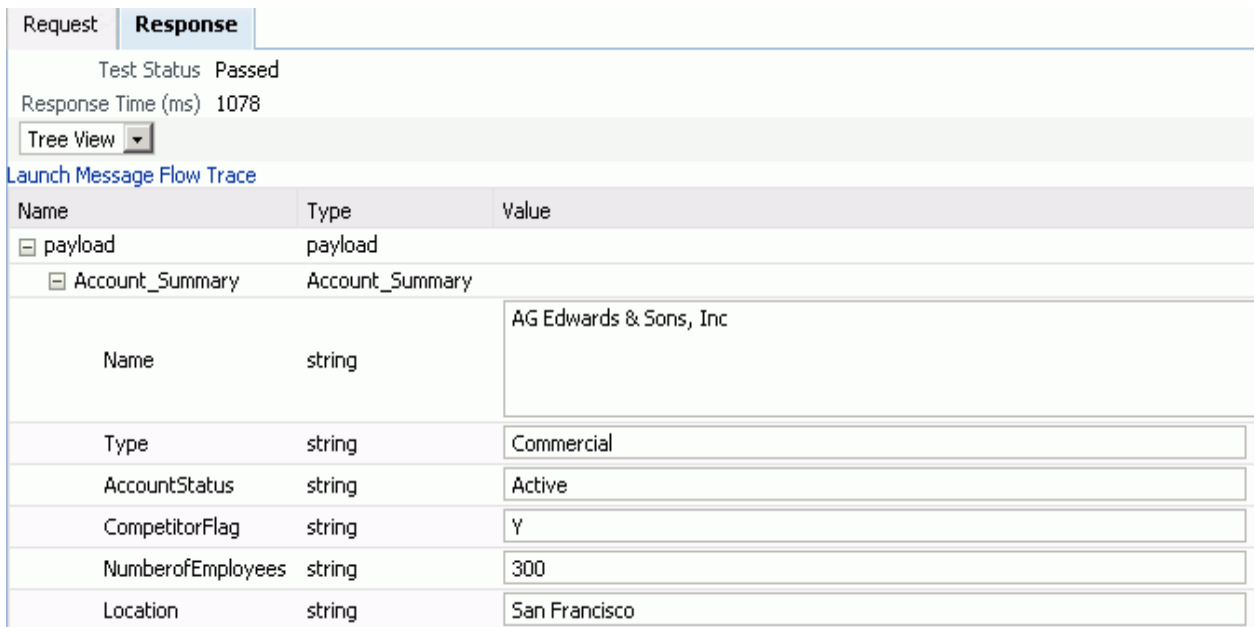 Request Response
Test Status Passed
Response Time (ms) 1078
Tree View
Launch Message Flow Trace
Name Type Value
payload payload
Account_Summary Account_Summary
Name string AG Edwards & Sons, Inc
Type string Commercial
AccountStatus string Active
CompetitorFlag string Y
NumberofEmployees string 300
Location string San Francisco